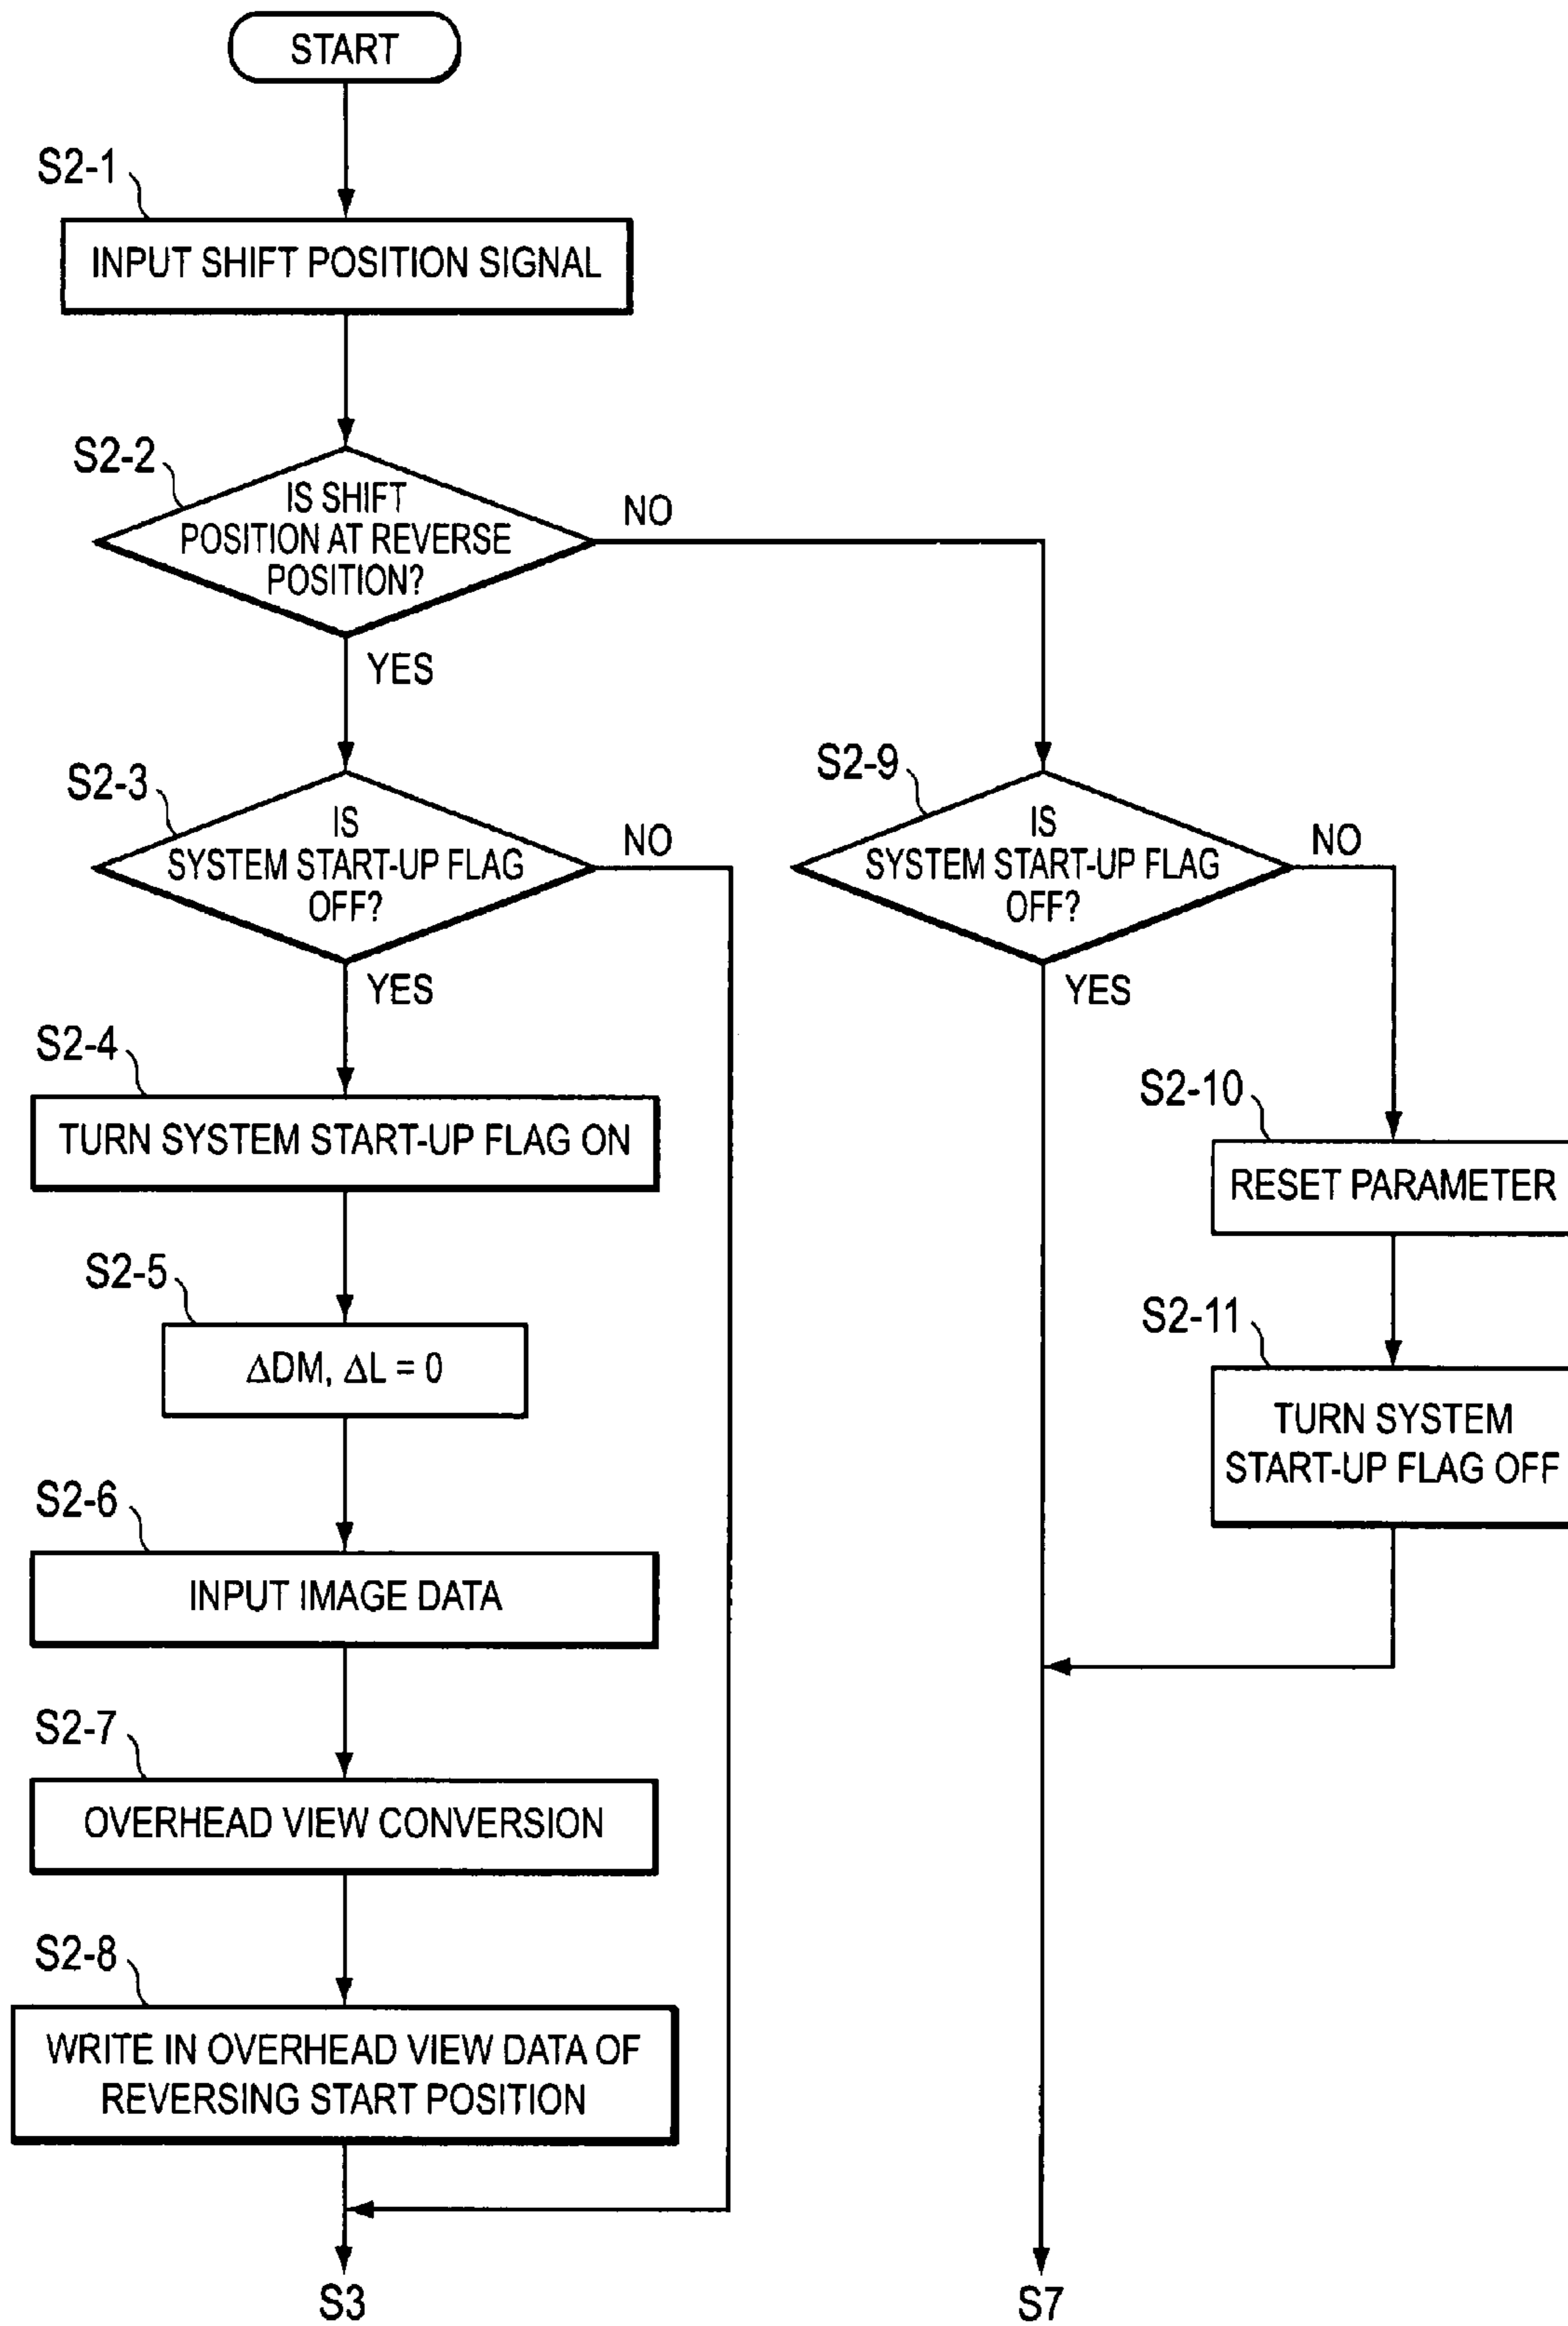 START
S2-1
INPUT SHIFT POSITION SIGNAL
S2-2
IS SHIFT
POSITION AT REVERSE
POSITION?
NO
YES
S2-3
IS
SYSTEM START-UP FLAG
OFF?
NO
YES
S2-4
TURN SYSTEM START-UP FLAG ON
S2-5
ΔDM, ΔL = 0
S2-6
INPUT IMAGE DATA
S2-7
OVERHEAD VIEW CONVERSION
S2-8
WRITE IN OVERHEAD VIEW DATA OF
REVERSING START POSITION
S3
S2-9
IS
SYSTEM START-UP FLAG
OFF?
NO
YES
S2-10
RESET PARAMETER
S2-11
TURN SYSTEM
START-UP FLAG OFF
S7